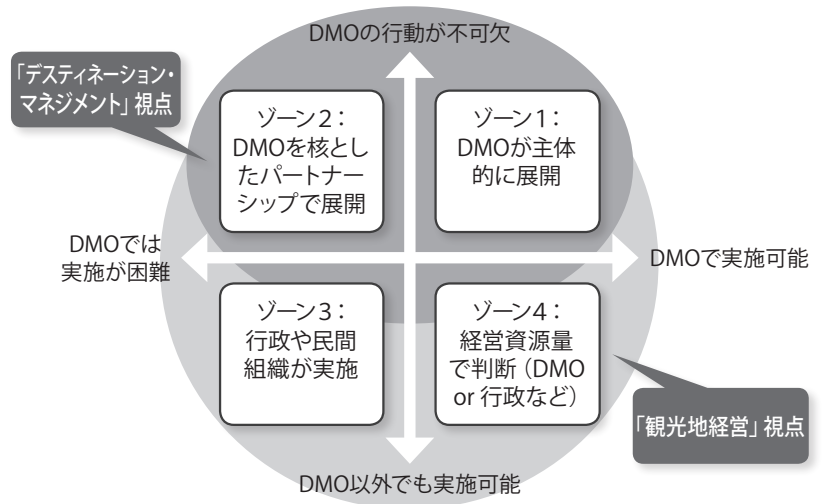 DMOの行動が不可欠
「デスティネーション・
マネジメント」視点
ゾーン2：
DMOを核とし
たパートナー
シップで展開
ゾーン1：
DMOが主体
的に展開
DMOでは
実施が困難
DMOで実施可能
ゾーン3：
行政や民間
組織が実施
ゾーン4：
経営資源量
で判断（DMO
or 行政など）
「観光地経営」視点
DMO以外でも実施可能